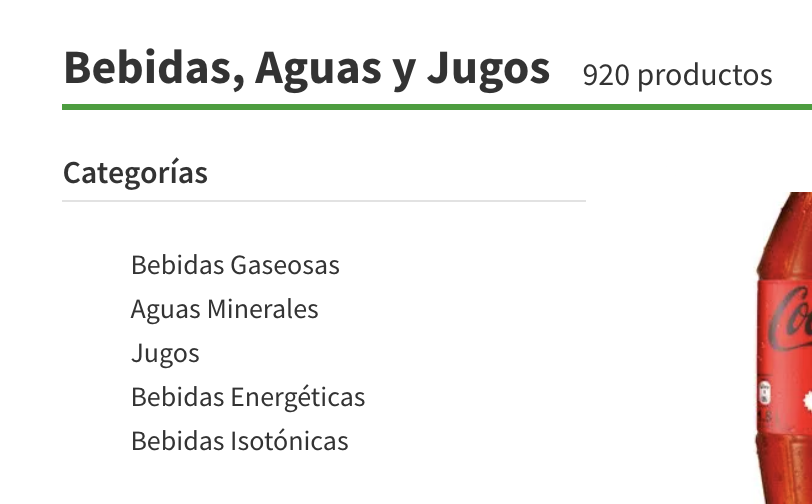 Bebidas, Aguas y Jugos 920 productos
Categorías
Bebidas Gaseosas
Aguas Minerales
Jugos
Bebidas Energéticas
Bebidas Isotónicas